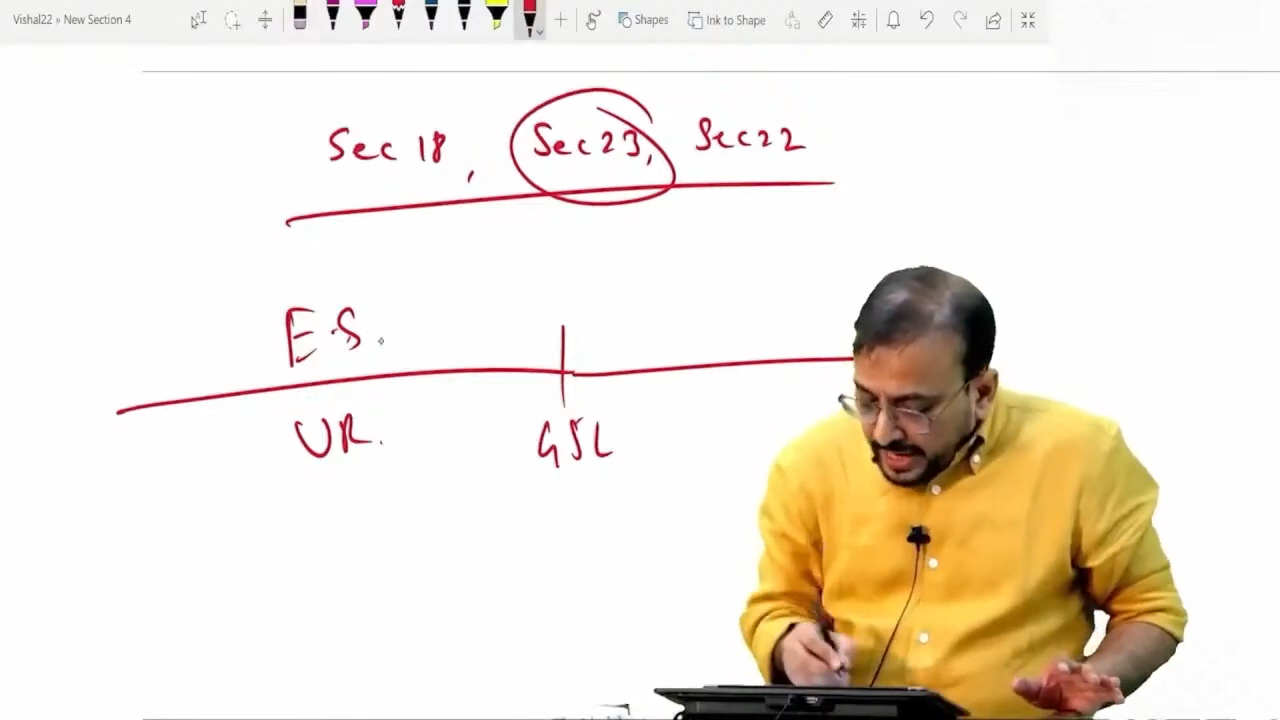 Vishal22 » New Section 4
Shapes Ink to Shape
Sec 18, Sec 23, Sec 22
E.S.
UR. GSL